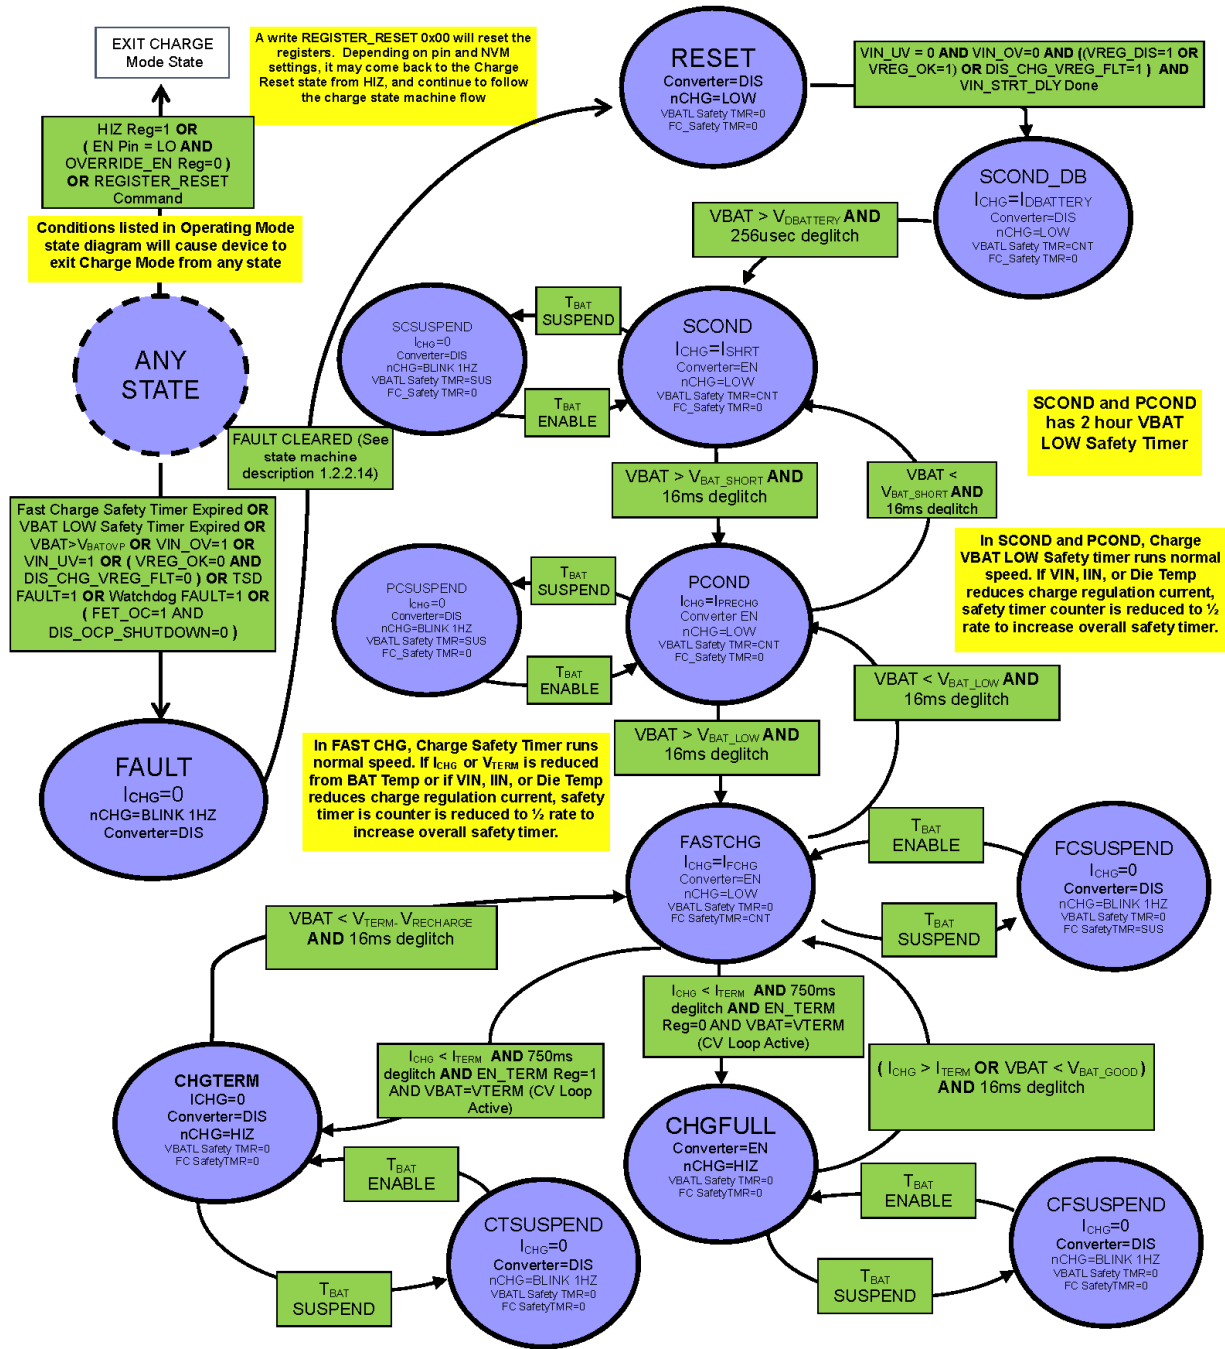 EXIT CHARGE
Mode State
A write REGISTER_RESET 0x00 will reset the
registers. Depending on pin and NVM
settings, it may come back to the Charge
Reset state from HIZ, and continue to follow
the charge state machine flow
RESET
Converter=DIS
nCHG=LOW
VBATL Safety TMR=0
FC_Safety TMR=0
VIN_UV = 0 AND VIN_OV=0 AND ((VREG_DIS=1 OR
VREG_OK=1) OR DIS_CHG_VREG_FLT=1 ) AND
VIN_STRT_DLY Done
HIZ Reg=1 OR
( EN Pin = LO AND
OVERRIDE_EN Reg=0 )
OR REGISTER_RESET
Command
Conditions listed in Operating Mode
state diagram will cause device to
exit Charge Mode from any state
SCOND_DB
ICHG=IDBATTERY
Converter=DIS
nCHG=LOW
VBATL Safety TMR=CNT
FC_Safety TMR=0
VBAT > VDBATTERY AND
256usec deglitch
ANY
STATE
SCSUSPEND
ICHG=0
Converter=DIS
nCHG=BLINK 1HZ
VBATL Safety TMR=SUS
FC_Safety TMR=0
TBAT
SUSPEND
TBAT
ENABLE
SCOND
ICHG=ISHRT
Converter=EN
nCHG=LOW
VBATL Safety TMR=CNT
FC_Safety TMR=0
SCOND and PCOND
has 2 hour VBAT
LOW Safety Timer
FAULT CLEARED (See
state machine
description 1.2.2.14)
VBAT > VBAT_SHORT AND
16ms deglitch
VBAT <
VBAT_SHORT AND
16ms deglitch
Fast Charge Safety Timer Expired OR
VBAT LOW Safety Timer Expired OR
VBAT>VBATOVP OR VIN_OV=1 OR
VIN_UV=1 OR ( VREG_OK=0 AND
DIS_CHG_VREG_FLT=0 ) OR TSD
FAULT=1 OR Watchdog FAULT=1 OR
( FET_OC=1 AND
DIS_OCP_SHUTDOWN=0 )
In SCOND and PCOND, Charge
VBAT LOW Safety timer runs normal
speed. If VIN, IIN, or Die Temp
reduces charge regulation current,
safety timer counter is reduced to ½
rate to increase overall safety timer.
PCSUSPEND
ICHG=0
Converter=DIS
nCHG=BLINK 1HZ
VBATL Safety TMR=SUS
FC_Safety TMR=0
TBAT
SUSPEND
TBAT
ENABLE
PCOND
ICHG=IPRECHG
Converter EN
nCHG=LOW
VBATL Safety TMR=CNT
FC_Safety TMR=0
VBAT < VBAT_LOW AND
16ms deglitch
VBAT > VBAT_LOW AND
16ms deglitch
FAULT
ICHG=0
nCHG=BLINK 1HZ
Converter=DIS
In FAST CHG, Charge Safety Timer runs
normal speed. If ICHG or VTERM is reduced
from BAT Temp or if VIN, IIN, or Die Temp
reduces charge regulation current, safety
timer is counter is reduced to ½ rate to
increase overall safety timer.
FASTCHG
ICHG=IFCHG
Converter=EN
nCHG=LOW
VBATL Safety TMR=0
FC SafetyTMR=CNT
TBAT
ENABLE
TBAT
SUSPEND
FCSUSPEND
ICHG=0
Converter=DIS
nCHG=BLINK 1HZ
VBATL Safety TMR=0
FC SafetyTMR=SUS
VBAT < VTERM- VRECHARGE
AND 16ms deglitch
ICHG < ITERM AND 750ms
deglitch AND EN_TERM
Reg=0 AND VBAT=VTERM
(CV Loop Active)
ICHG < ITERM AND 750ms
deglitch AND EN_TERM Reg=1
AND VBAT=VTERM (CV Loop
Active)
( ICHG > ITERM OR VBAT < VBAT_GOOD )
AND 16ms deglitch
CHGTERM
ICHG=0
Converter=DIS
nCHG=HIZ
VBATL Safety TMR=0
FC SafetyTMR=0
CHGFULL
Converter=EN
nCHG=HIZ
VBATL Safety TMR=0
FC SafetyTMR=0
TBAT
ENABLE
TBAT
SUSPEND
CTSUSPEND
ICHG=0
Converter=DIS
nCHG=BLINK 1HZ
VBATL Safety TMR=0
FC SafetyTMR=0
TBAT
ENABLE
TBAT
SUSPEND
CFSUSPEND
ICHG=0
Converter=DIS
nCHG=BLINK 1HZ
VBATL Safety TMR=0
FC SafetyTMR=0